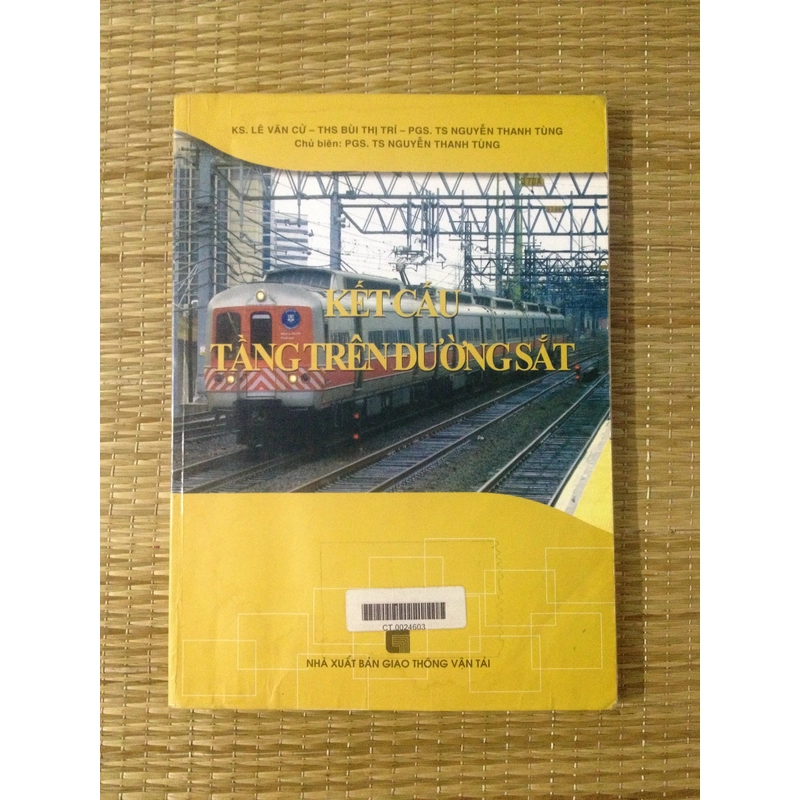 KS. LÊ VĂN CỬ – THS BÙI THỊ TRÍ – PGS. TS NGUYỄN THANH TÙNG
Chủ biên: PGS. TS NGUYỄN THANH TÙNG
KẾT CẤU
TẦNG TRÊN ĐƯỜNG SẮT
CT 0024603
NHÀ XUẤT BẢN GIAO THÔNG VẬN TẢI